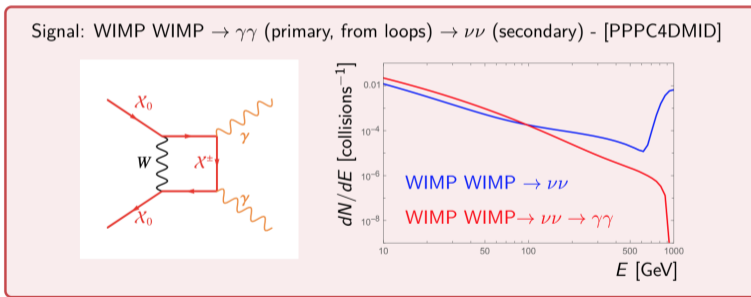 Signal: WIMP WIMP → γγ (primary, from loops) → νν (secondary) - [PPPC4DMID]
X₀
γ
W
X±
γ
X₀
dN/dE [collisions⁻¹]
0.01
10⁻⁴
10⁻⁶
10⁻⁸
WIMP WIMP → νν
WIMP WIMP→ νν → γγ
10
50
100
500
1000
E [GeV]